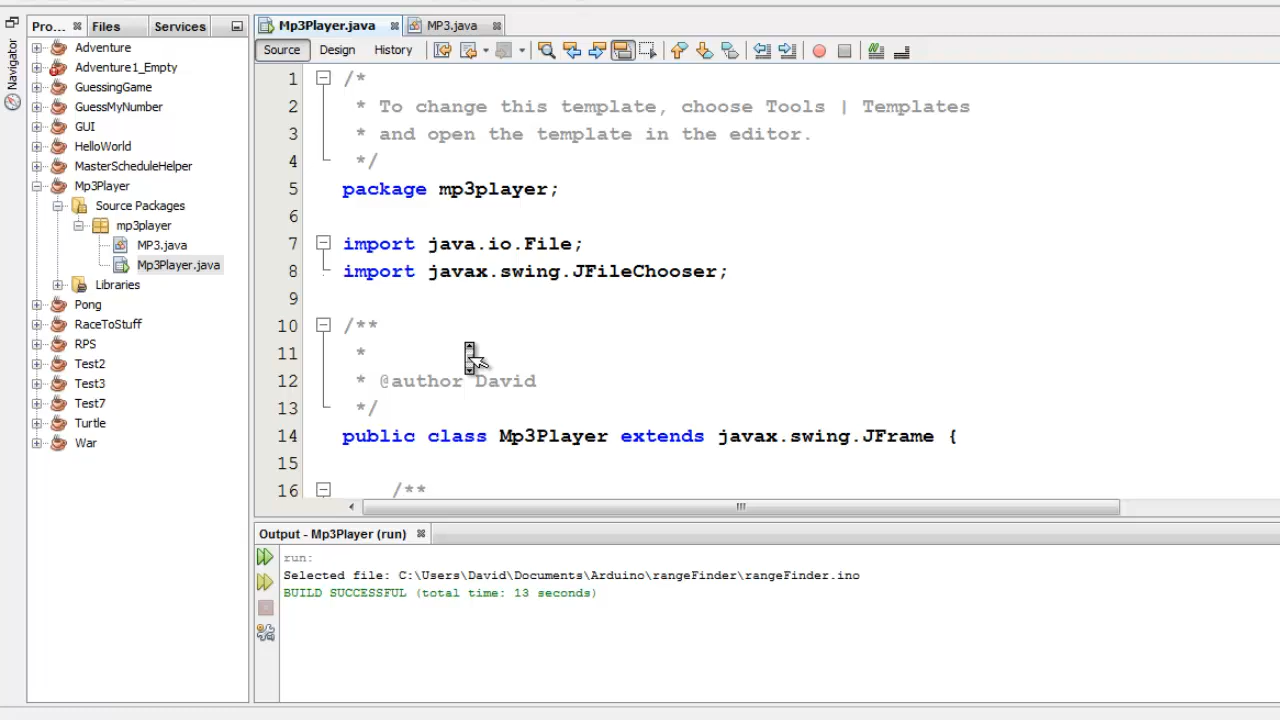 Pro...
Files
Services
Navigator
Adventure
Adventure1_Empty
GuessingGame
GuessMyNumber
GUI
HelloWorld
MasterScheduleHelper
Mp3Player
Source Packages
mp3player
MP3.java
Mp3Player.java
Libraries
Pong
RaceToStuff
RPS
Test2
Test3
Test7
Turtle
War
Mp3Player.java
MP3.java
Source Design History
1 /*
2 * To change this template, choose Tools | Templates
3 * and open the template in the editor.
4 */
5 package mp3player;
6
7 import java.io.File;
8 import javax.swing.JFileChooser;
9
10 /**
11 *
12 * @author David
13 */
14 public class Mp3Player extends javax.swing.JFrame {
15
16 /**
Output - Mp3Player (run)
run:
Selected file: C:\Users\David\Documents\Arduino\rangeFinder\rangeFinder.ino
BUILD SUCCESSFUL (total time: 13 seconds)